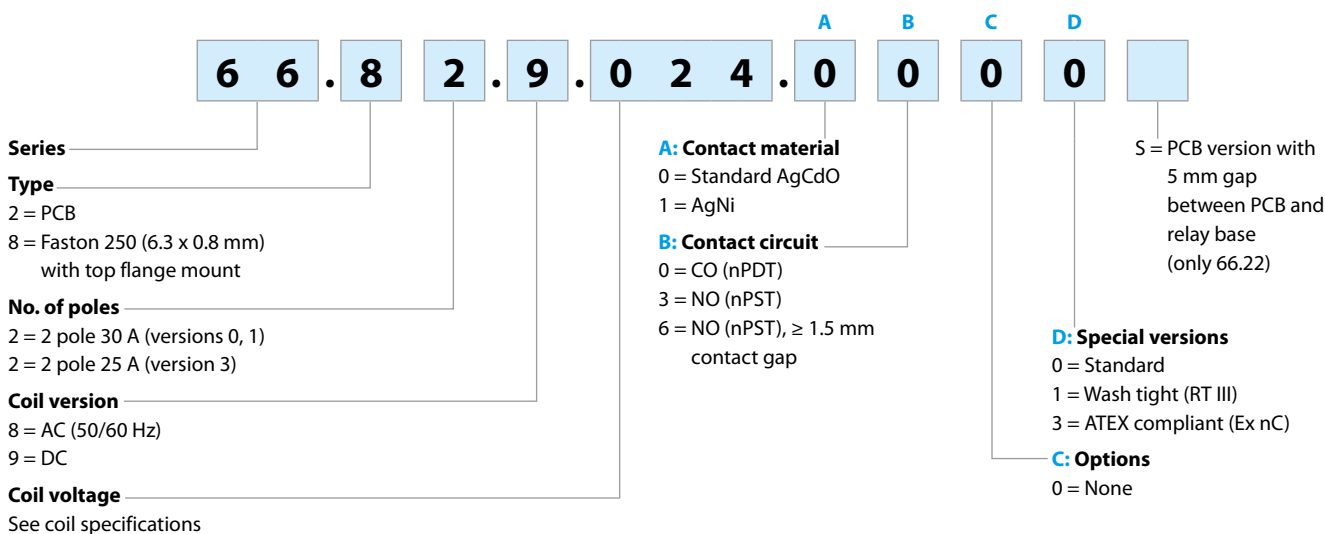 A B C D
6 6 . 8 2 . 9 . 0 2 4 . 0 0 0 0
Series
Type
2 = PCB
8 = Faston 250 (6.3 x 0.8 mm)
with top flange mount
No. of poles
2 = 2 pole 30 A (versions 0, 1)
2 = 2 pole 25 A (version 3)
Coil version
8 = AC (50/60 Hz)
9 = DC
Coil voltage
See coil specifications
A: Contact material
0 = Standard AgCdO
1 = AgNi
B: Contact circuit
0 = CO (nPDT)
3 = NO (nPST)
6 = NO (nPST), ≥ 1.5 mm
contact gap
S = PCB version with
5 mm gap
between PCB and
relay base
(only 66.22)
D: Special versions
0 = Standard
1 = Wash tight (RT III)
3 = ATEX compliant (Ex nC)
C: Options
0 = None